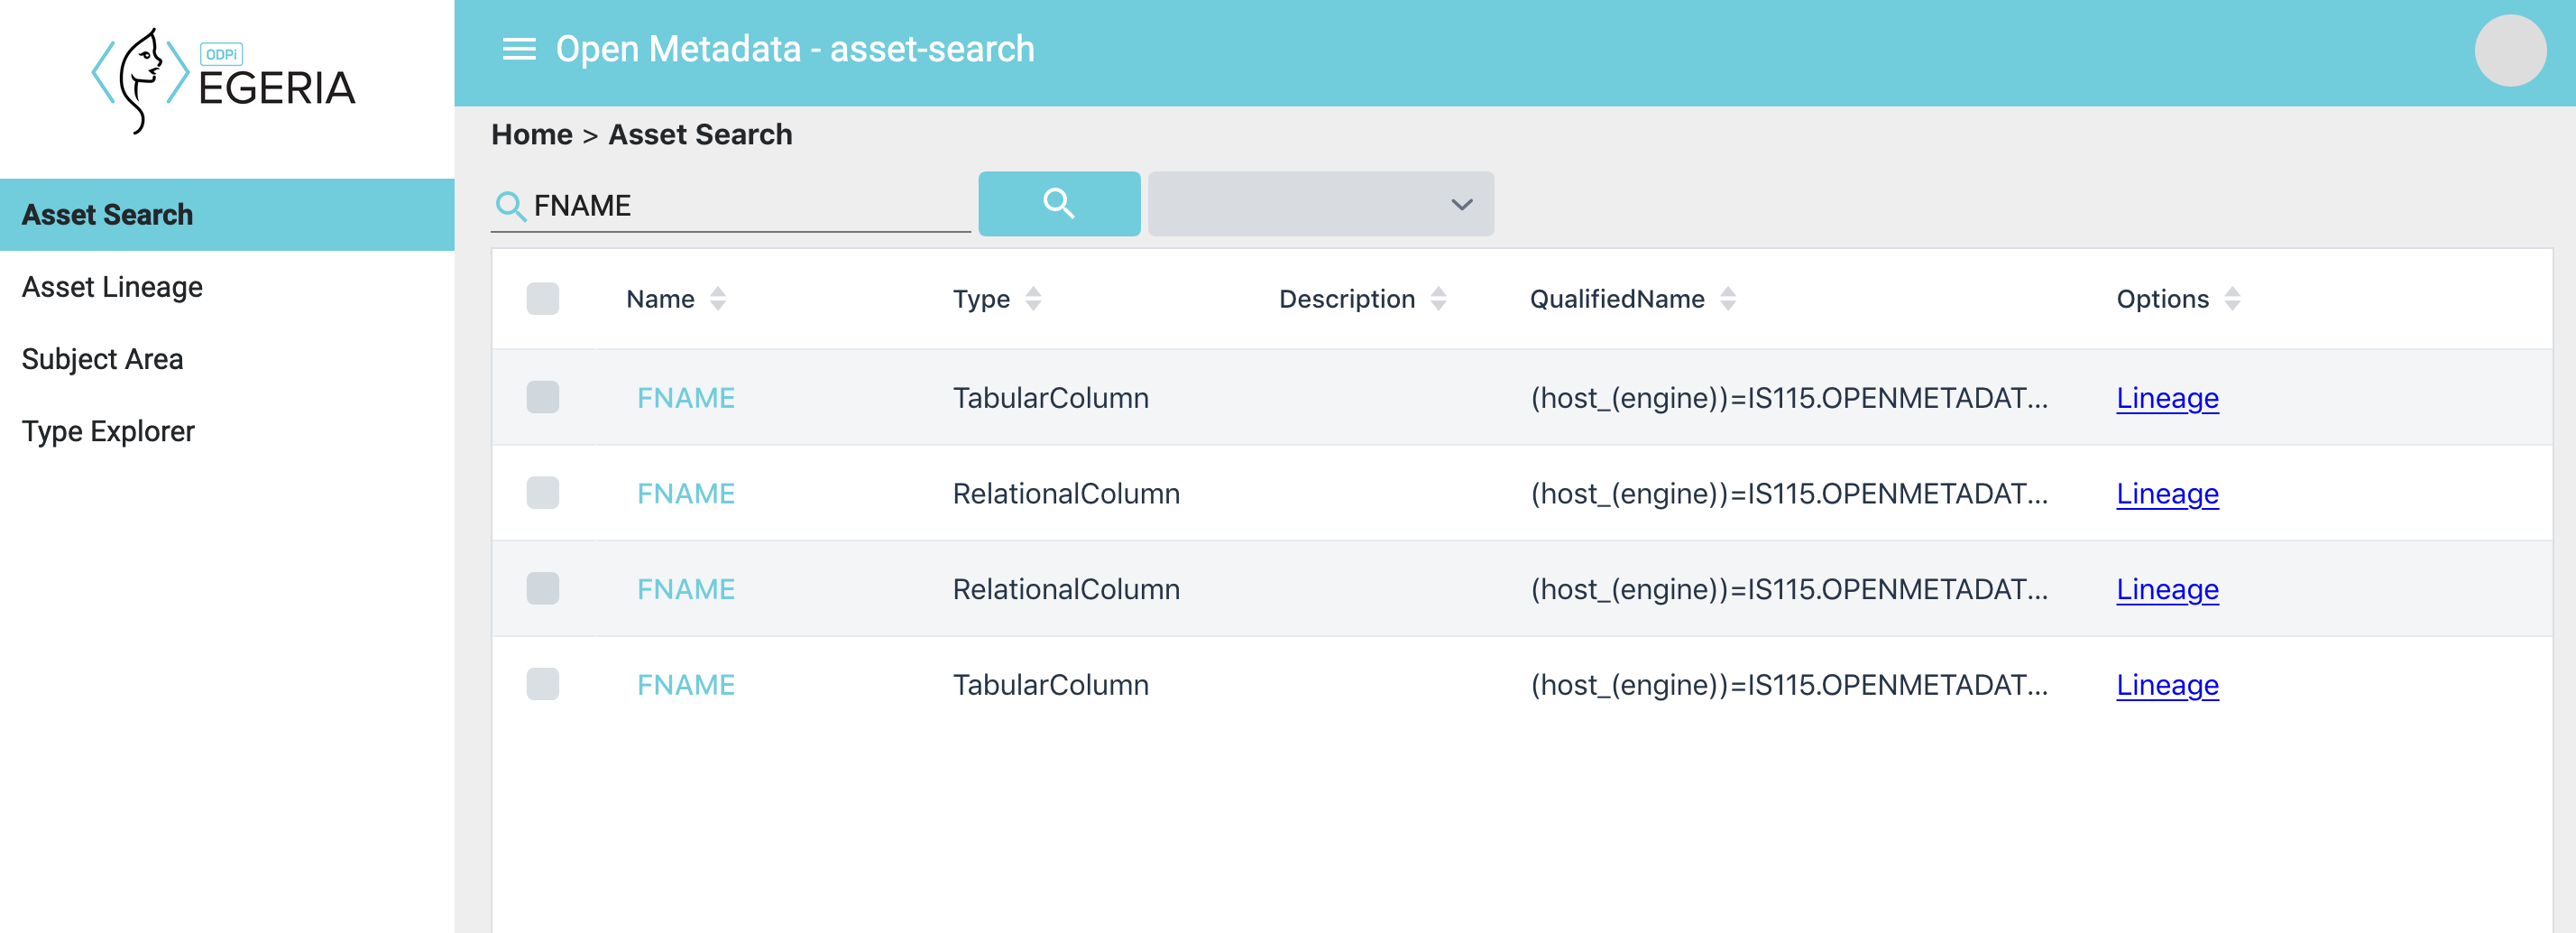 ODPi
EGERIA
Open Metadata - asset-search
Home > Asset Search
Asset Search
Asset Lineage
Subject Area
Type Explorer
FNAME
Name Type Description QualifiedName Options
FNAME TabularColumn (host_(engine))=IS115.OPENMETADAT... Lineage
FNAME RelationalColumn (host_(engine))=IS115.OPENMETADAT... Lineage
FNAME RelationalColumn (host_(engine))=IS115.OPENMETADAT... Lineage
FNAME TabularColumn (host_(engine))=IS115.OPENMETADAT... Lineage